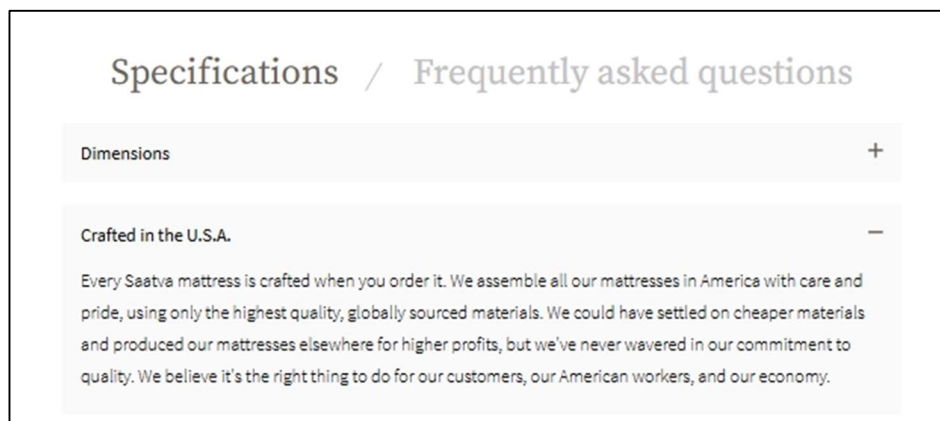 Specifications / Frequently asked questions
Dimensions +
Crafted in the U.S.A. −
Every Saatva mattress is crafted when you order it. We assemble all our mattresses in America with care and
pride, using only the highest quality, globally sourced materials. We could have settled on cheaper materials
and produced our mattresses elsewhere for higher profits, but we've never wavered in our commitment to
quality. We believe it's the right thing to do for our customers, our American workers, and our economy.